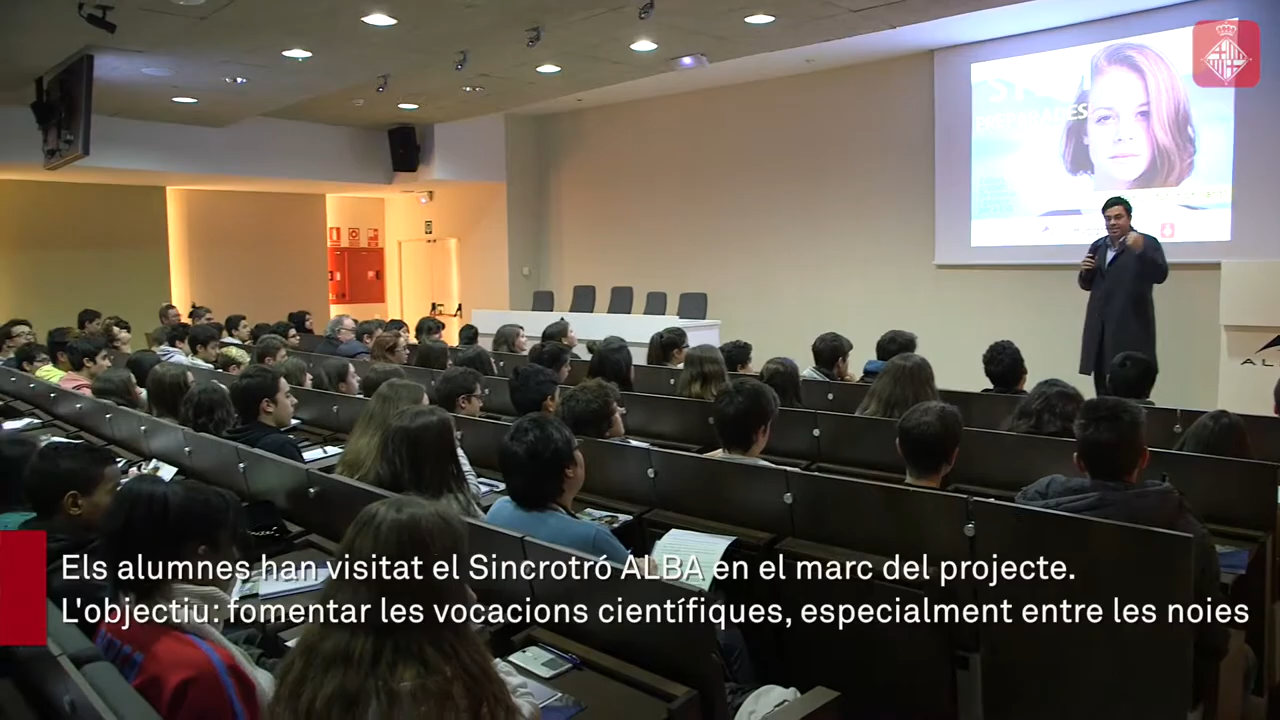 Els alumnes han visitat el Sincrotró ALBA en el marc del projecte.
L'objectiu: fomentar les vocacions científiques, especialment entre les noies